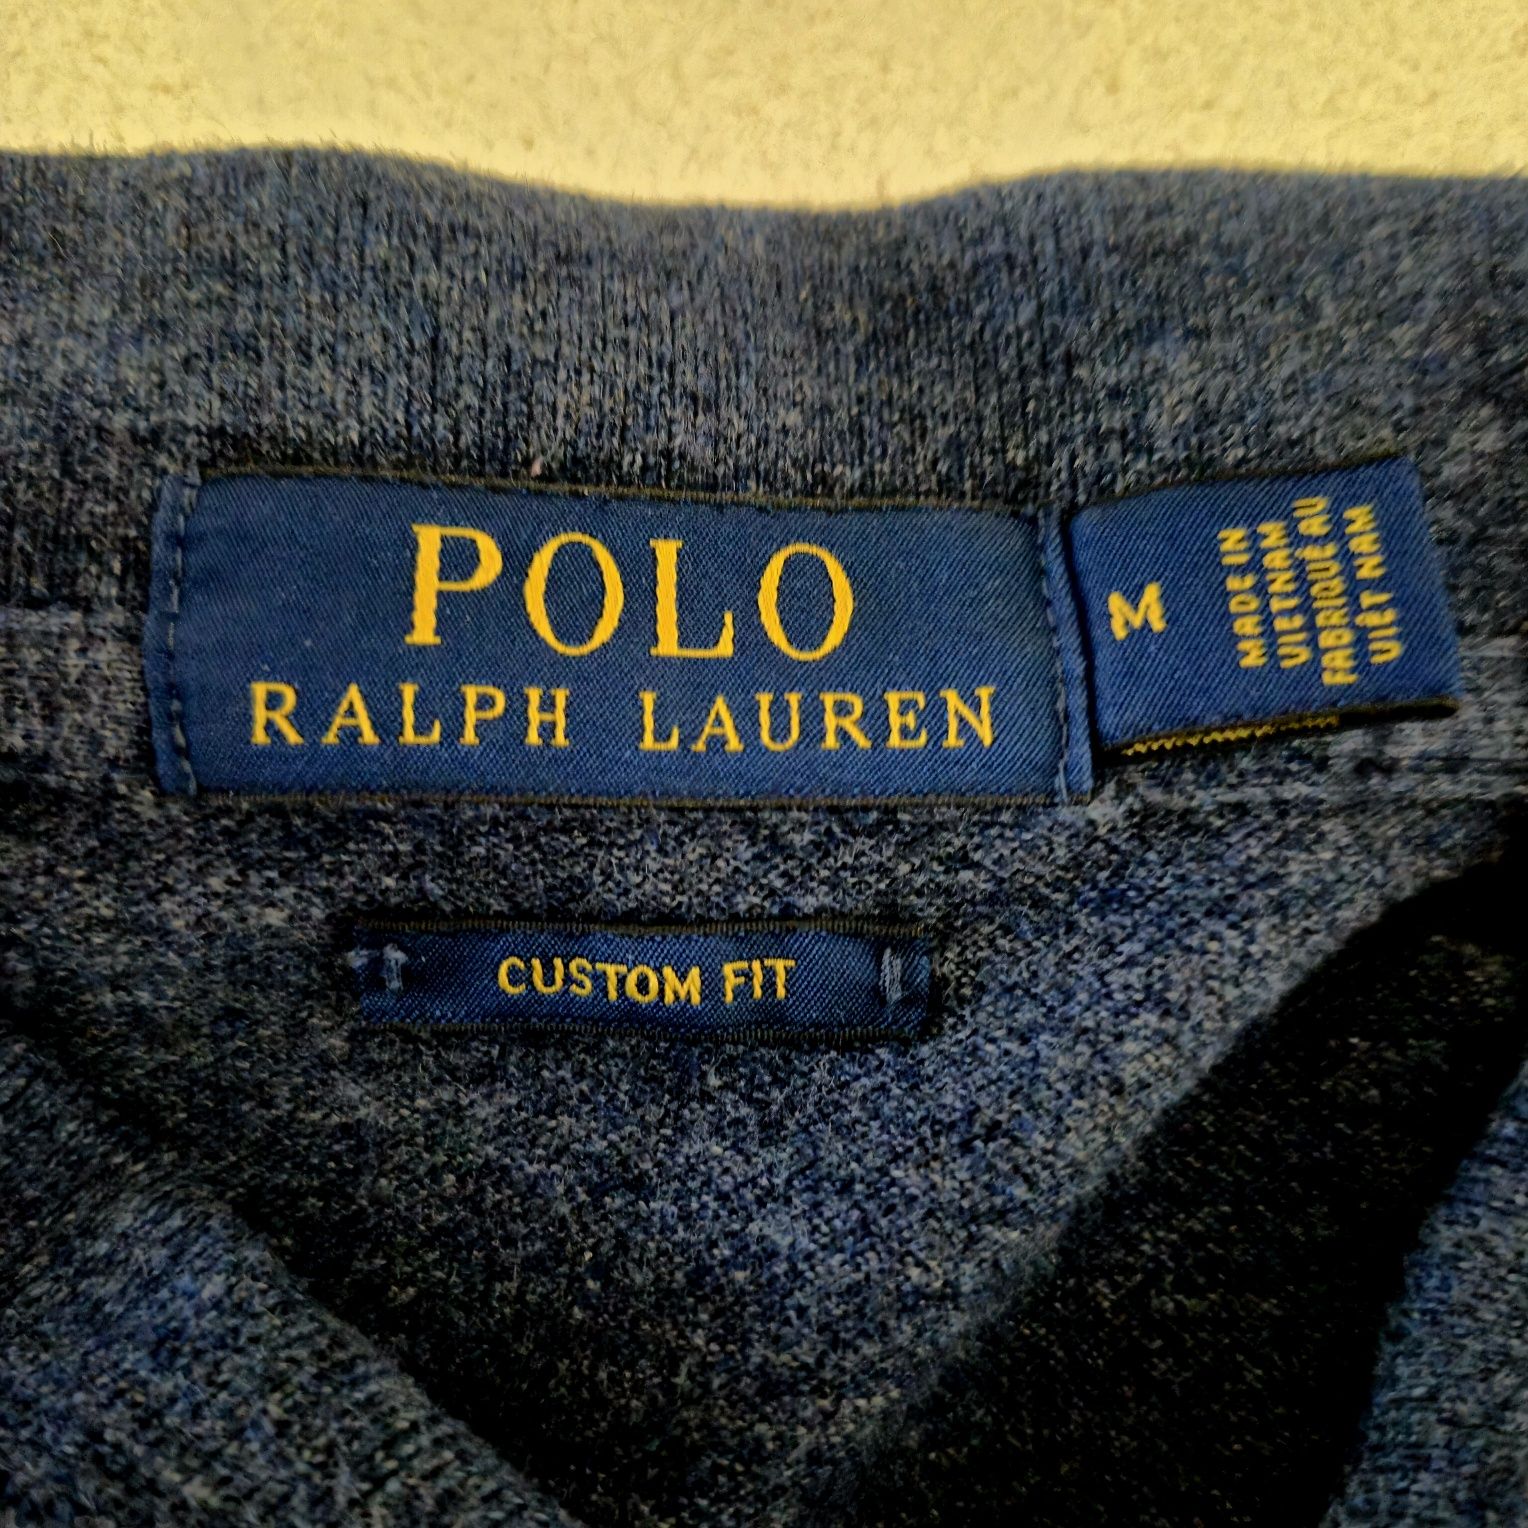 POLO
RALPH LAUREN
M
MADE IN
VIETNAM
FABRIQUÉ AU
VIÊT NAM
CUSTOM FIT